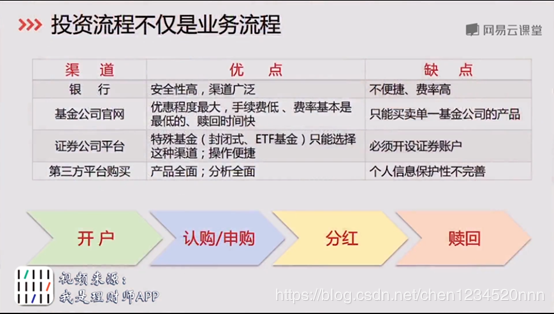 投资流程不仅是业务流程
网易云课堂
渠 道 优 点 缺 点
银 行 安全性高，渠道广泛 不便捷、费率高
基金公司官网 优惠程度最大，手续费低 、费率基本是
最低的、赎回时间快 只能买卖单一基金公司的产品
证券公司平台 特殊基金（封闭式、ETF基金）只能选择
这种渠道；操作便捷 必须开设证券账户
第三方平台购买 产品全面；分析全面 个人信息保护性不完善
开 户 认购/申购 分红 赎回
视频来源：
我是理财师APP
https://blog.csdn.net/chen1234520nnn